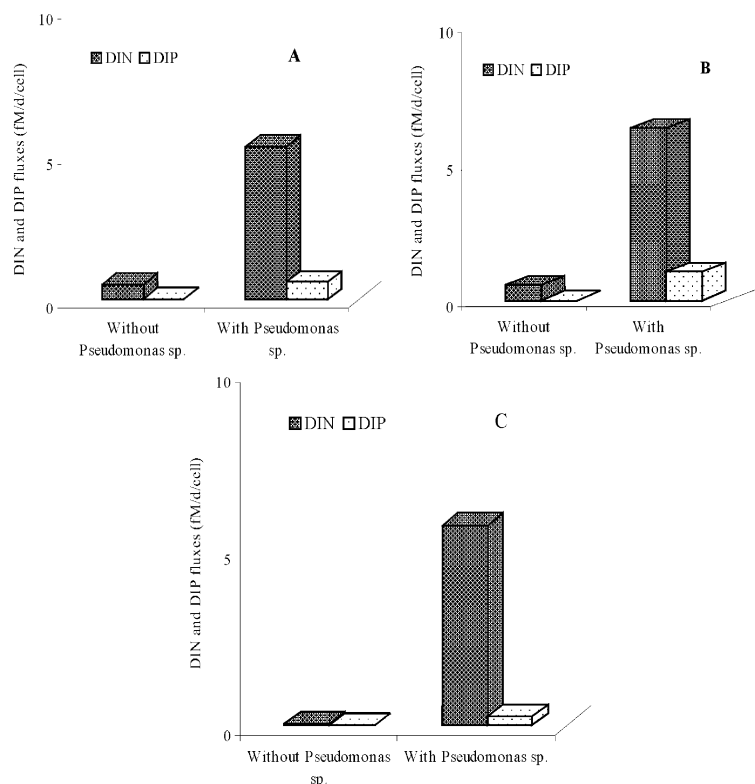 10
DIN DIP
A
DIN and DIP fluxes (fM/d/cell)
5
0
Without
Pseudomonas sp.
With Pseudomonas
sp.
10
DIN DIP
B
DIN and DIP fluxes (fM/d/cell)
5
0
Without
Pseudomonas sp.
With
Pseudomonas sp.
10
DIN DIP
C
DIN and DIP fluxes (fM/d/cell)
5
0
Without Pseudomonas
sp.
With Pseudomonas sp.